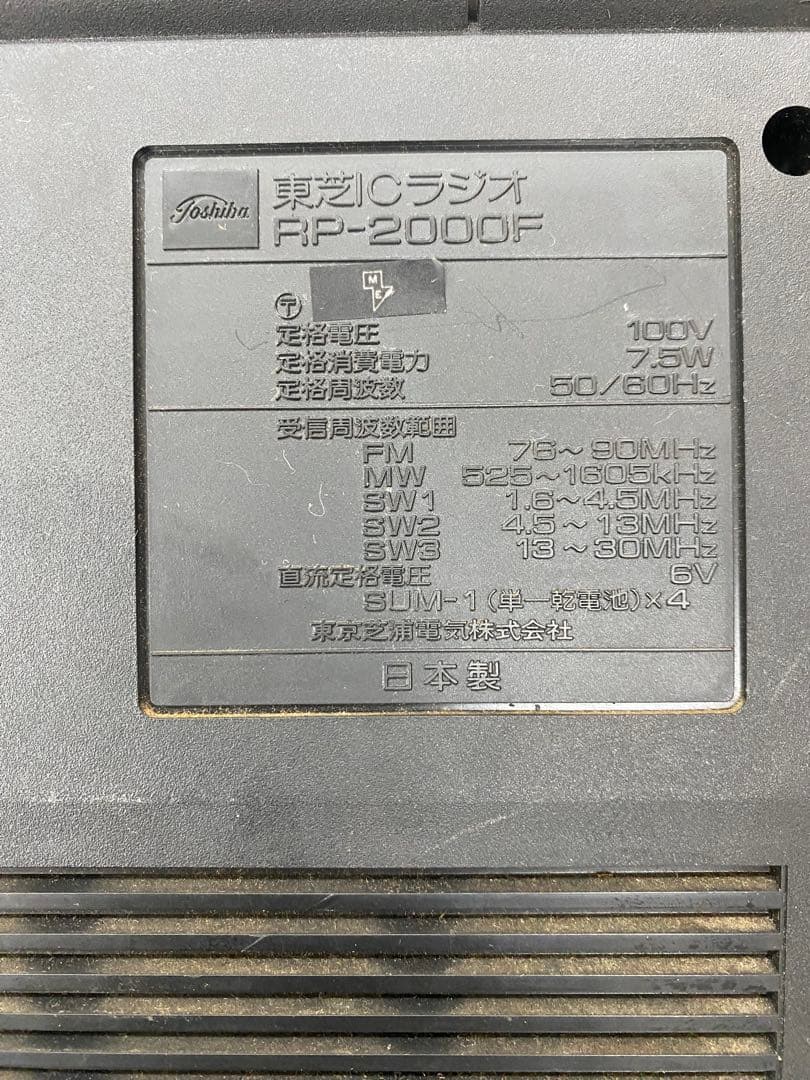 Toshiba
東芝ICラジオ
RP-2000F
〒
M
E
定格電圧 100V
定格消費電力 7.5W
定格周波数 50/60Hz
受信周波数範囲
FM 76～90MHz
MW 525～1605kHz
SW1 1.6～4.5MHz
SW2 4.5～13MHz
SW3 13～30MHz
直流定格電圧 6V
SUM-1(単一乾電池)×4
東京芝浦電気株式会社
日本製